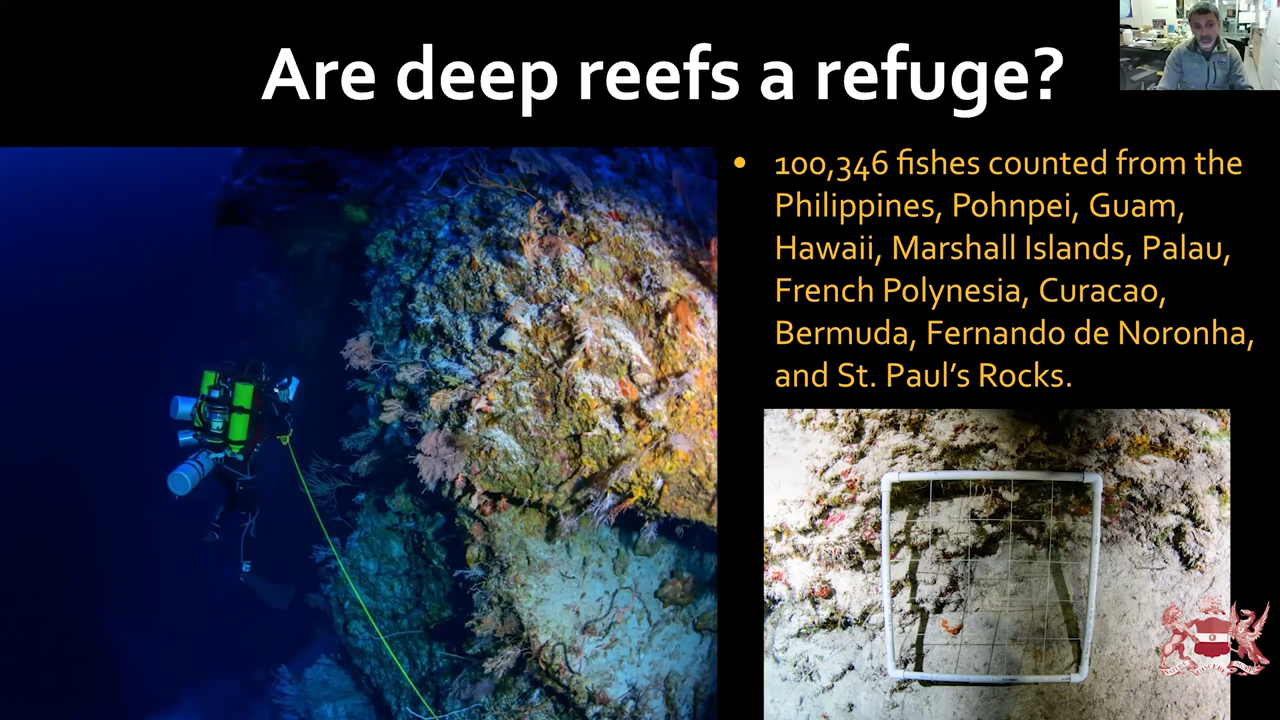 Are deep reefs a refuge?
• 100,346 fishes counted from the
Philippines, Pohnpei, Guam,
Hawaii, Marshall Islands, Palau,
French Polynesia, Curacao,
Bermuda, Fernando de Noronha,
and St. Paul's Rocks.